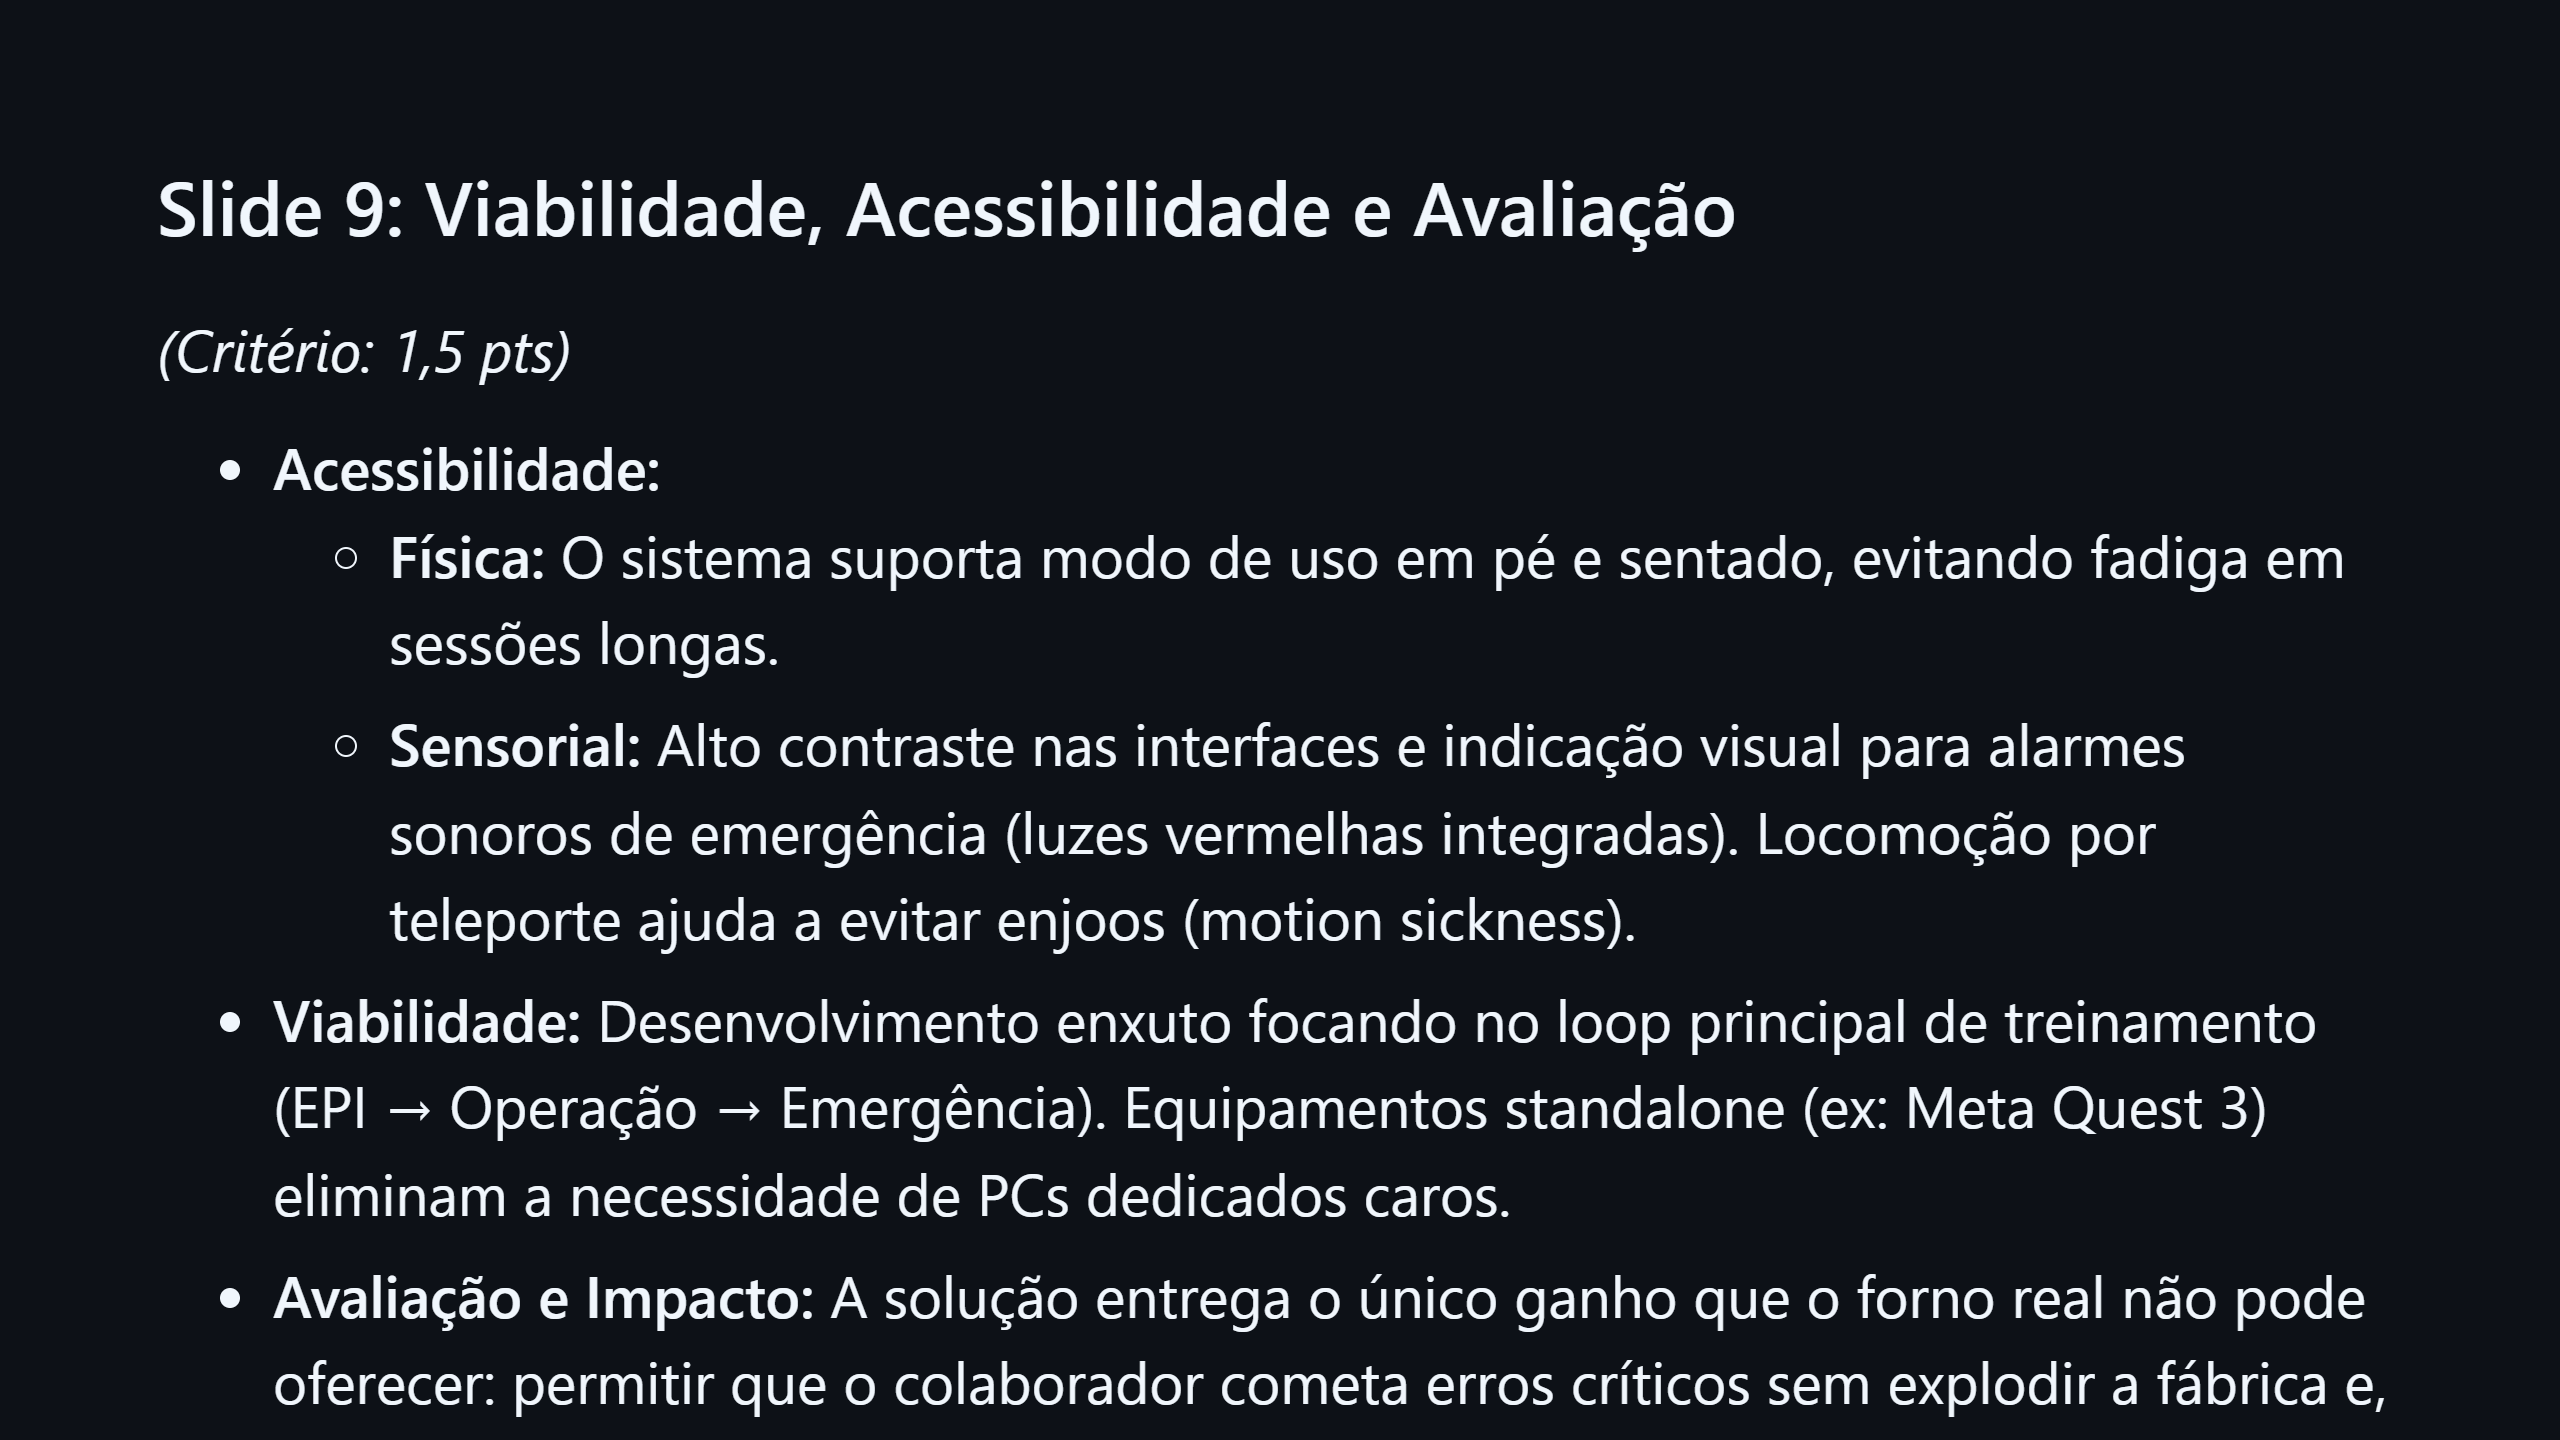 Slide 9: Viabilidade, Acessibilidade e Avaliação
(Critério: 1,5 pts)
• Acessibilidade:
○ Física: O sistema suporta modo de uso em pé e sentado, evitando fadiga em
sessões longas.
○ Sensorial: Alto contraste nas interfaces e indicação visual para alarmes
sonoros de emergência (luzes vermelhas integradas). Locomoção por
teleporte ajuda a evitar enjoos (motion sickness).
• Viabilidade: Desenvolvimento enxuto focando no loop principal de treinamento
(EPI → Operação → Emergência). Equipamentos standalone (ex: Meta Quest 3)
eliminam a necessidade de PCs dedicados caros.
• Avaliação e Impacto: A solução entrega o único ganho que o forno real não pode
oferecer: permitir que o colaborador cometa erros críticos sem explodir a fábrica e,